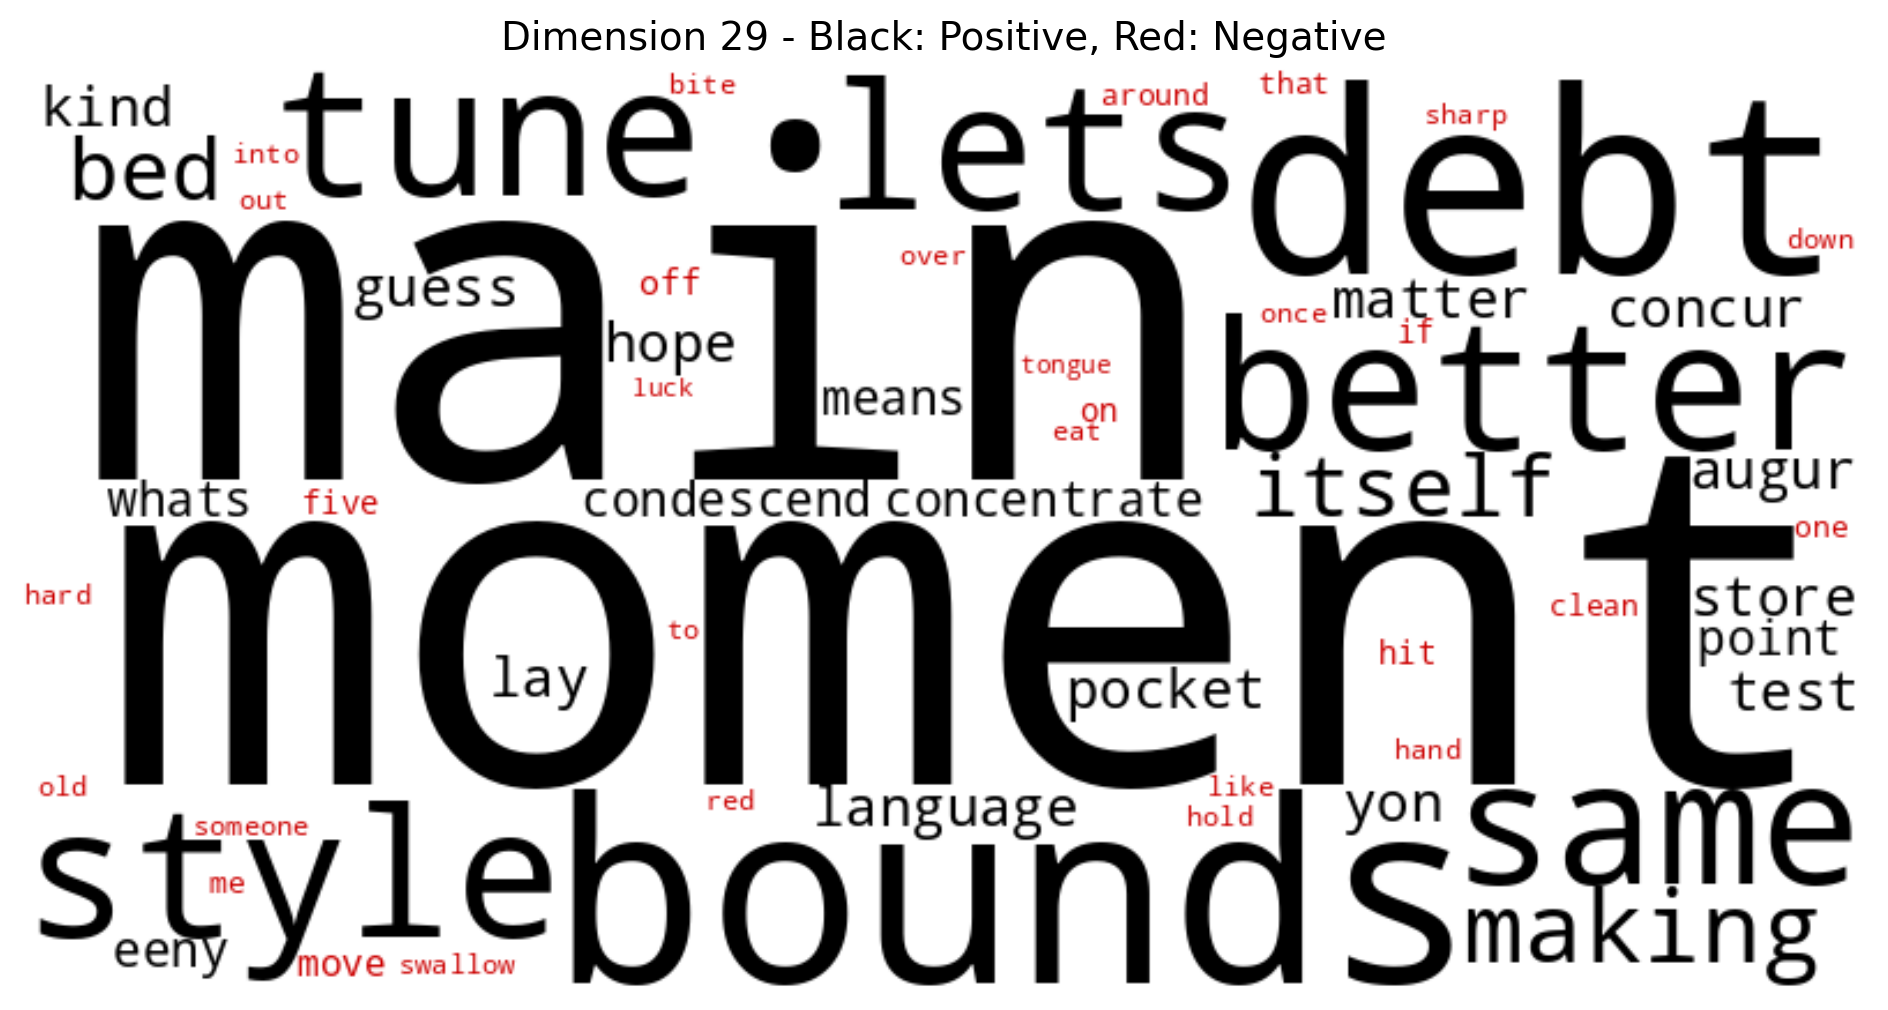 Dimension 29 - Black: Positive, Red: Negative
kind tune bite • lets around that sharp debt
bed into
out
main over down
guess off matter concur
hope once if better
luck means tongue
on
eat
whats five condescend concentrate itself augur
moment one
hard to clean store
hit point
lay pocket test
hand
old red language like yon same
style someone hold bounds
me making
eeny move swallow